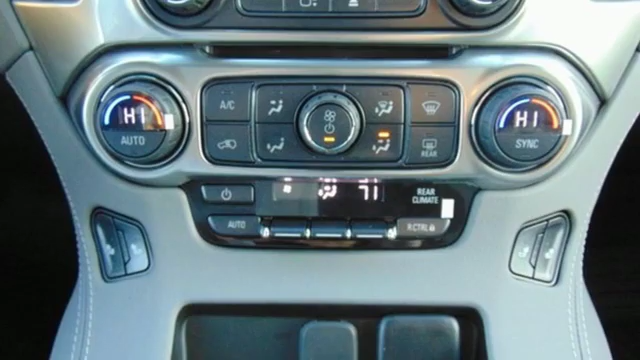 A/C
HI
AUTO
HI
SYNC
REAR
71
REAR
CLIMATE
AUTO
R.CTRL